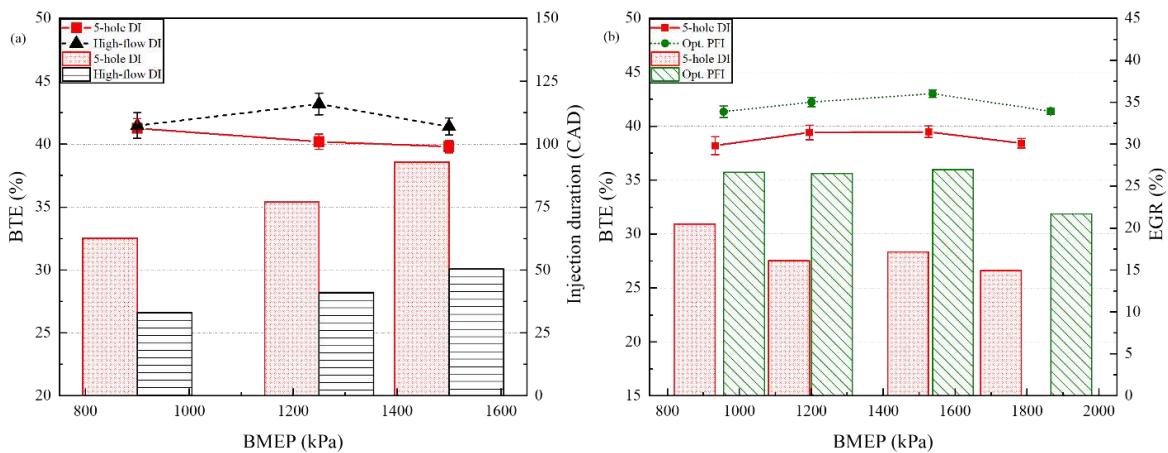 (a)
5-hole DI
High-flow DI
5-hole DI
High-flow DI
50
45
40
35
30
25
20
BTE (%)
150
125
100
75
50
25
0
Injection duration (CAD)
800
1000
1200
1400
1600
BMEP (kPa)
(b)
5-hole DI
Opt. PFI
5-hole DI
Opt. PFI
50
45
40
35
30
25
20
15
BTE (%)
45
40
35
30
25
20
15
10
5
0
EGR (%)
800
1000
1200
1400
1600
1800
2000
BMEP (kPa)